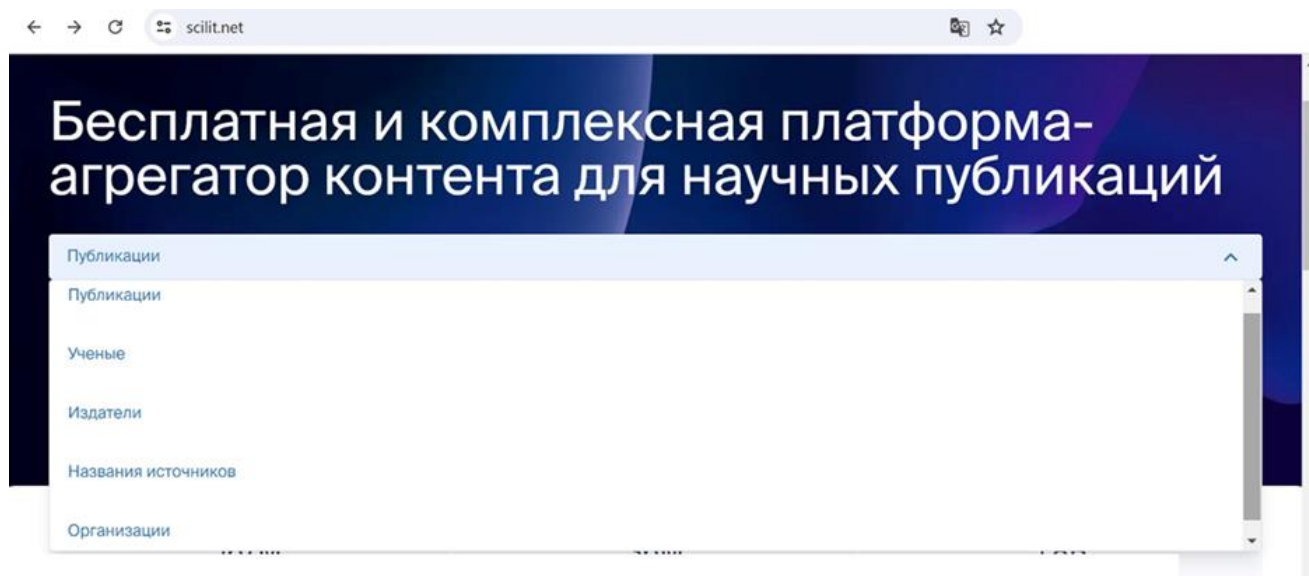 scilit.net
Бесплатная и комплексная платформа-
агрегатор контента для научных публикаций
Публикации
Публикации
Ученые
Издатели
Названия источников
Организации